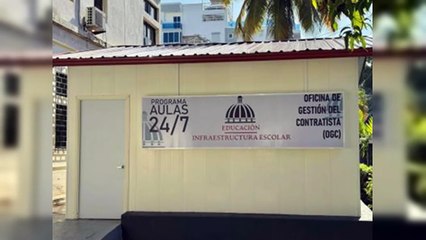 PROGRAMA
AULAS
24/7
EDUCACIÓN
INFRAESTRUCTURA ESCOLAR
OFICINA DE
GESTIÓN DEL
CONTRATISTA
(OGC)